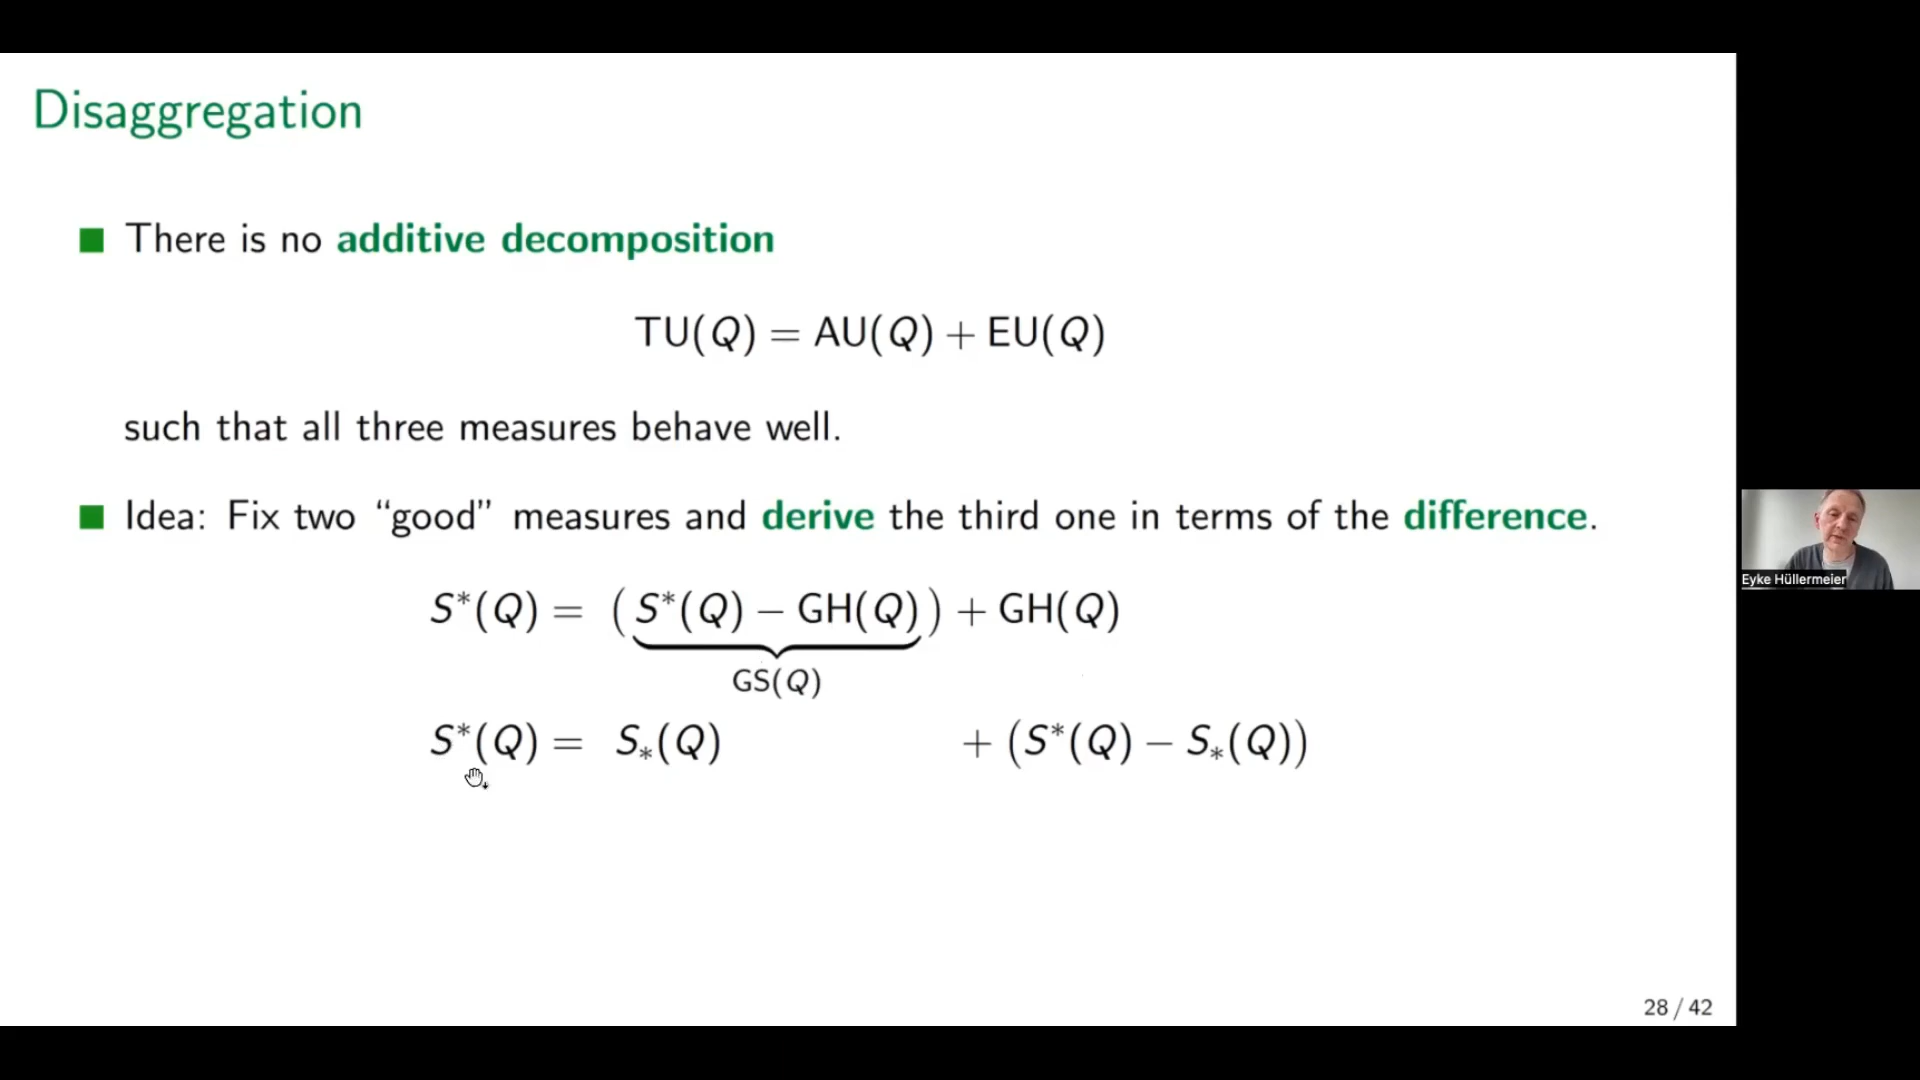 Disaggregation
There is no additive decomposition
TU(Q) = AU(Q) + EU(Q)
such that all three measures behave well.
Idea: Fix two “good” measures and derive the third one in terms of the difference.
S*(Q) = (S*(Q) − GH(Q)) + GH(Q)
GS(Q)
S*(Q) = S∗(Q) + (S*(Q) − S∗(Q))
Eyke Hüllermeier
28 / 42